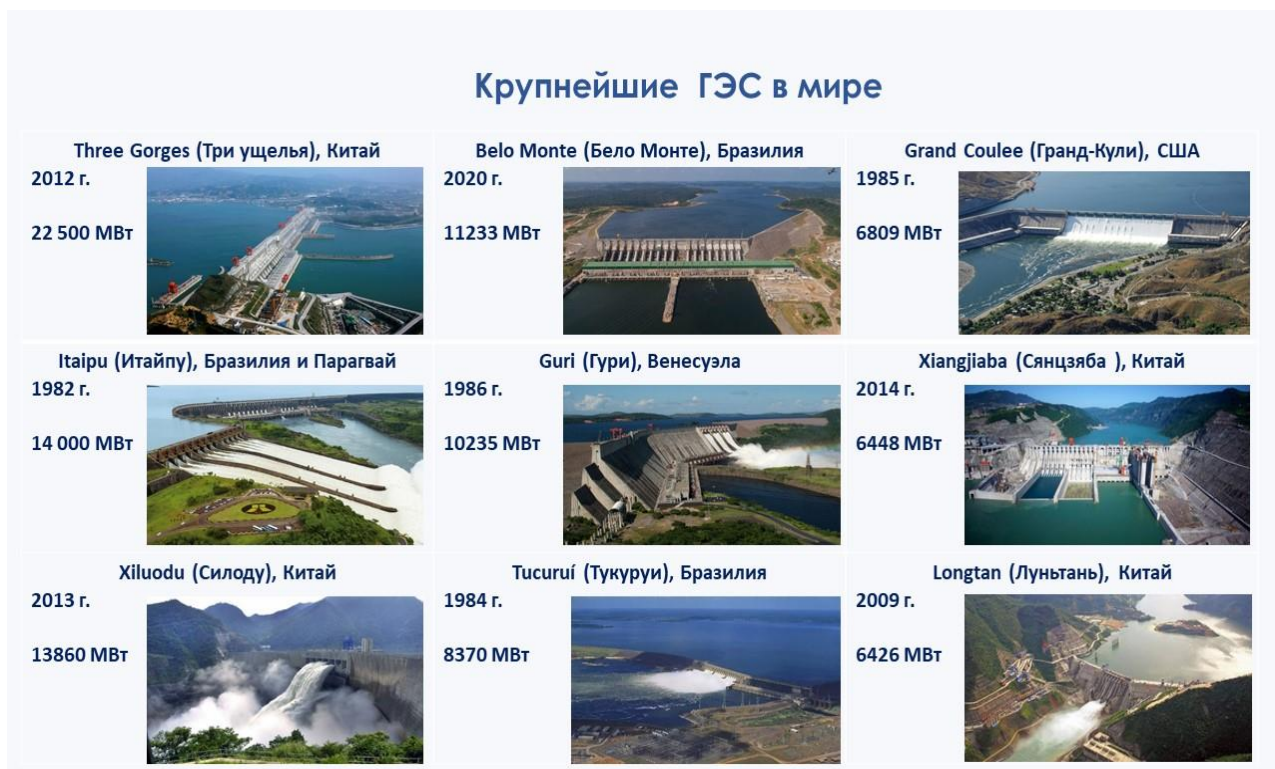 Крупнейшие ГЭС в мире
Three Gorges (Три ущелья), Китай
2012 г.
22 500 МВт
Belo Monte (Бело Монте), Бразилия
2020 г.
11233 МВт
Grand Coulee (Гранд-Кули), США
1985 г.
6809 МВт
Itaipu (Итайпу), Бразилия и Парагвай
1982 г.
14 000 МВт
Guri (Гури), Венесуэла
1986 г.
10235 МВт
Xiangjiaba (Сянцзяба ), Китай
2014 г.
6448 МВт
Xiluodu (Силоду), Китай
2013 г.
13860 МВт
Tucuruí (Тукуруи), Бразилия
1984 г.
8370 МВт
Longtan (Луньтань), Китай
2009 г.
6426 МВт